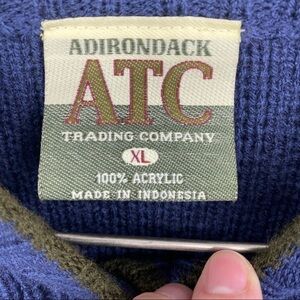 ADIRONDACK
ATC
TRADING COMPANY
XL
100% ACRYLIC
MADE IN INDONESIA